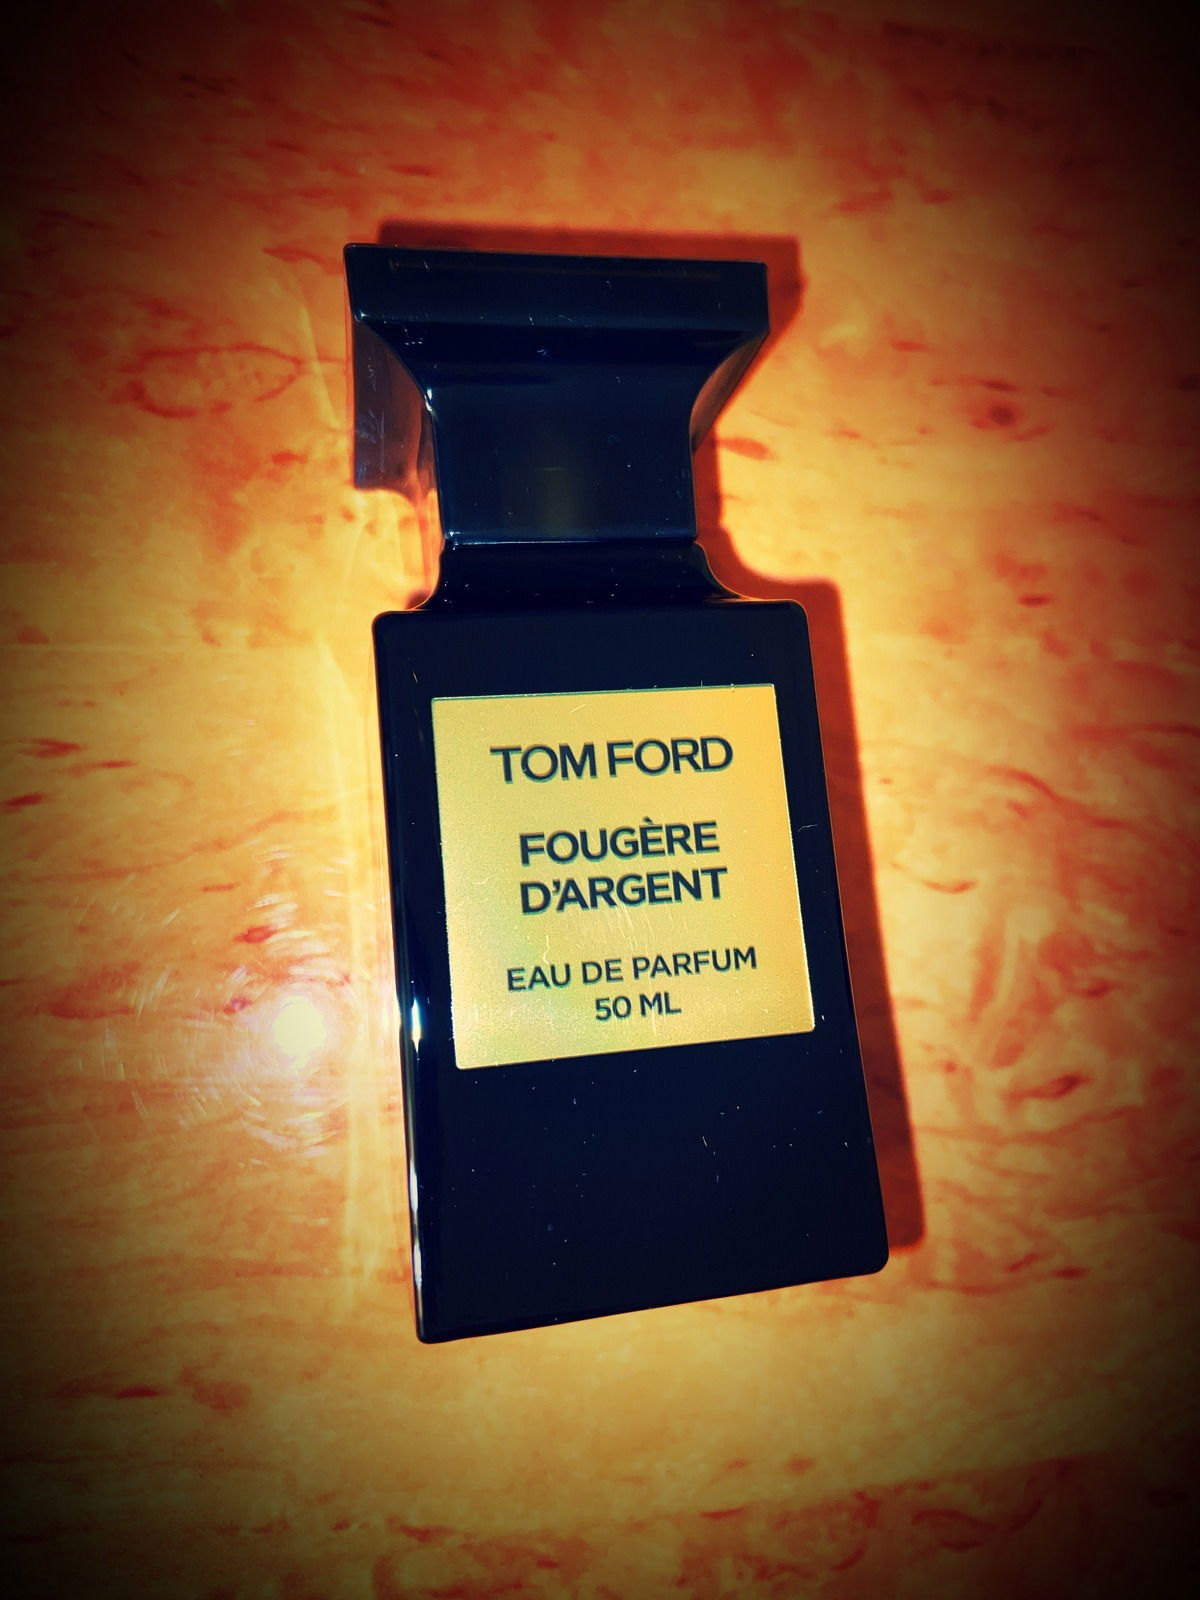 TOM FORD
FOUGÈRE
D'ARGENT
EAU DE PARFUM
50 ML